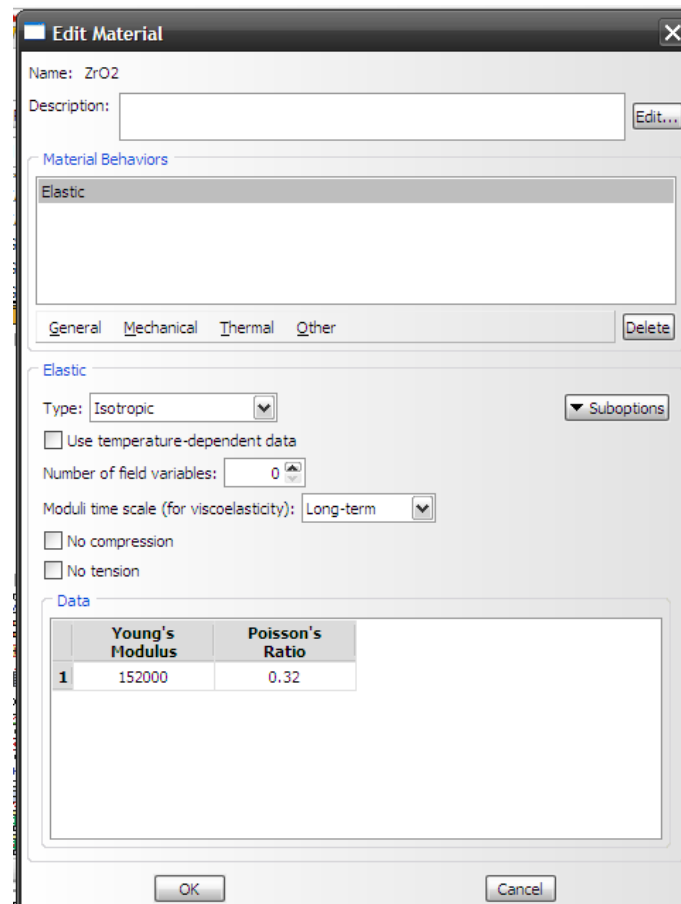 Edit Material
Name: ZrO2
Description:
Edit...
Material Behaviors
Elastic
General Mechanical Thermal Other Delete
Elastic
Type: Isotropic Suboptions
Use temperature-dependent data
Number of field variables: 0
Moduli time scale (for viscoelasticity): Long-term
No compression
No tension
Data
Young's Modulus Poisson's Ratio
1 152000 0.32
OK Cancel